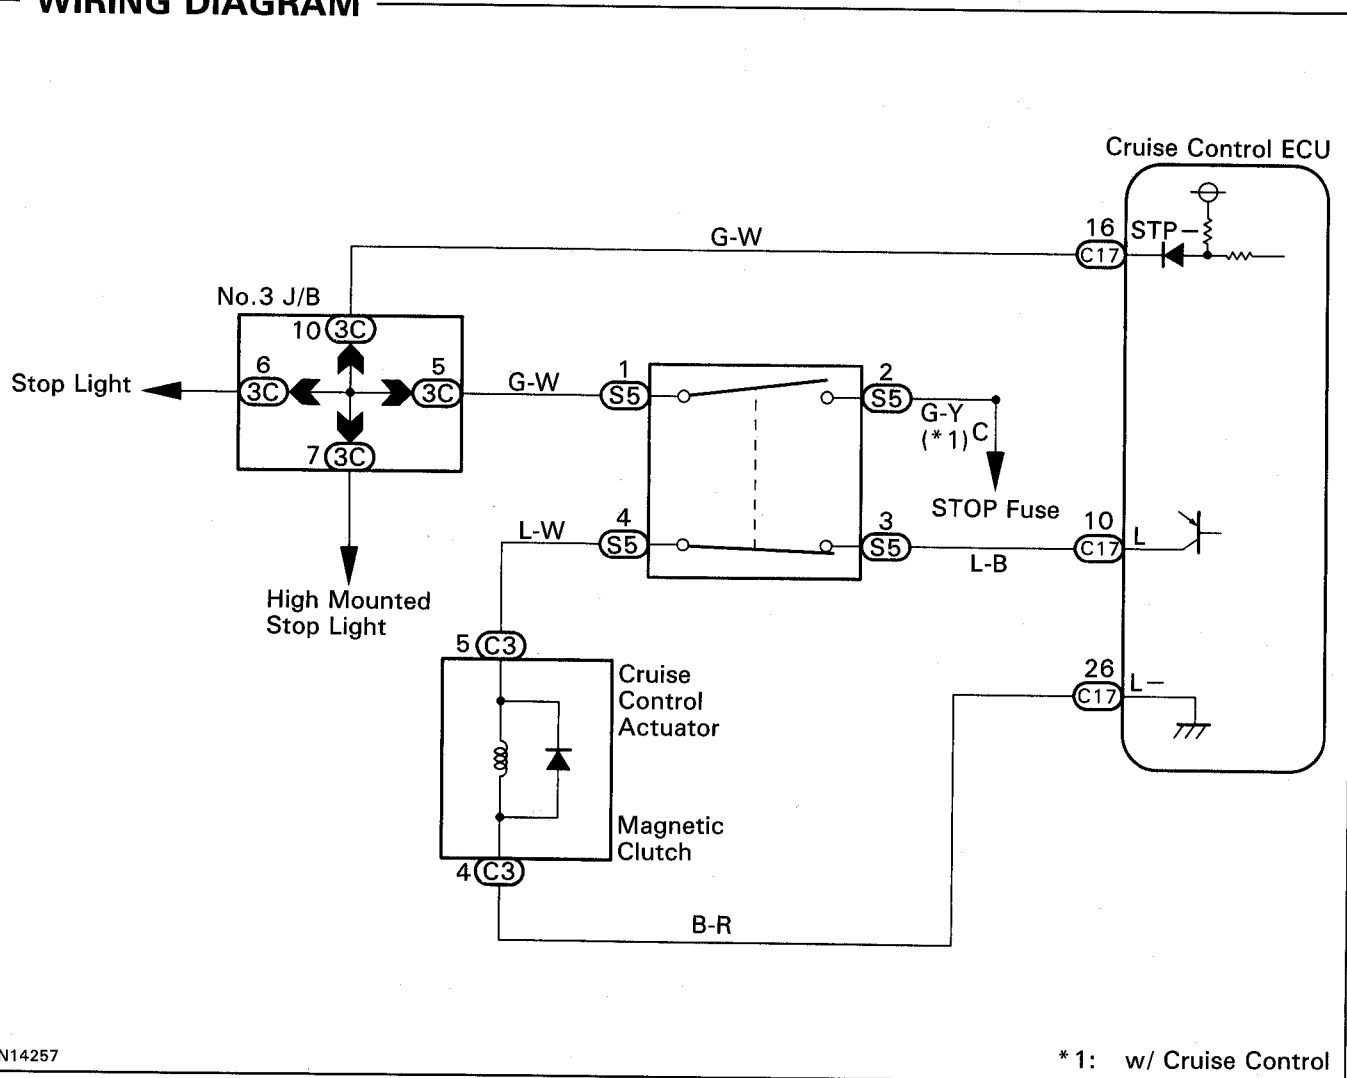 WIRING DIAGRAM
Cruise Control ECU
G-W
16
C17
STP−
No.3 J/B
10 3C
6
3C
5
3C
7 3C
Stop Light
G-W
1
S5
2
S5
G-Y
(*1) C
STOP Fuse
High Mounted
Stop Light
L-W
4
S5
3
S5
L-B
10
C17
L
5 C3
Cruise
Control
Actuator
Magnetic
Clutch
4 C3
26
C17
L−
B-R
N14257
*1: w/ Cruise Control